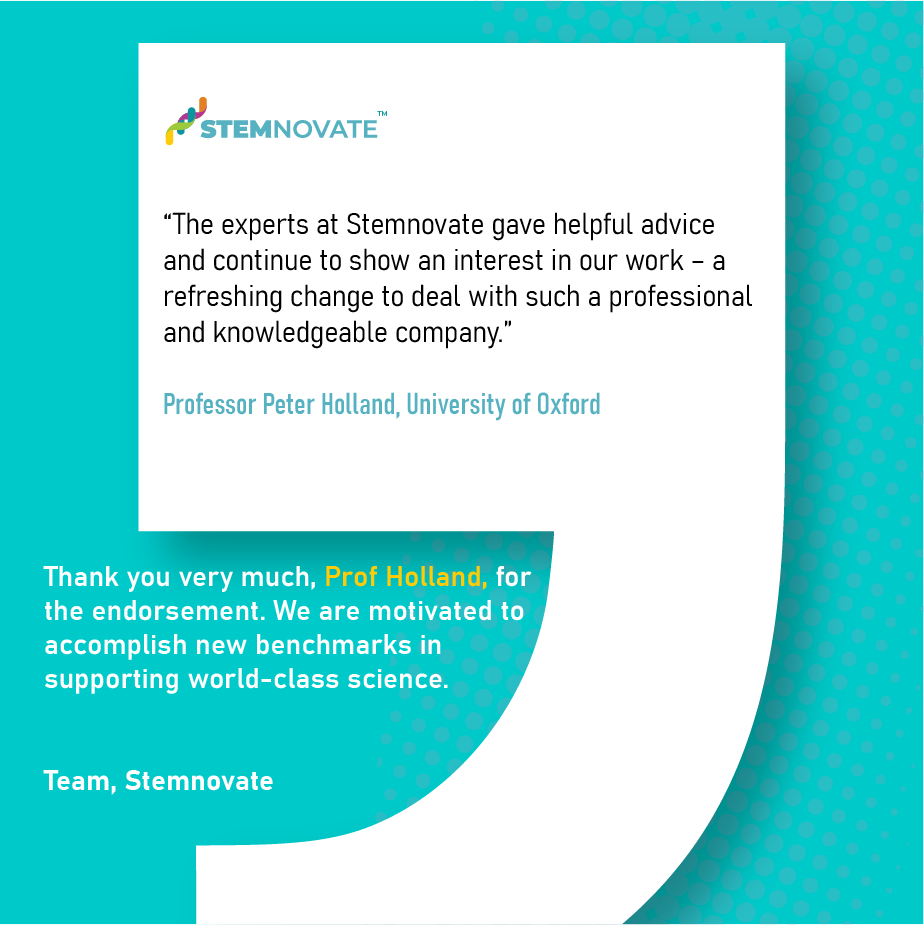 STEMNOVATE™
“The experts at Stemnovate gave helpful advice
and continue to show an interest in our work – a
refreshing change to deal with such a professional
and knowledgeable company.”
Professor Peter Holland, University of Oxford
Thank you very much, Prof Holland, for
the endorsement. We are motivated to
accomplish new benchmarks in
supporting world-class science.
Team, Stemnovate